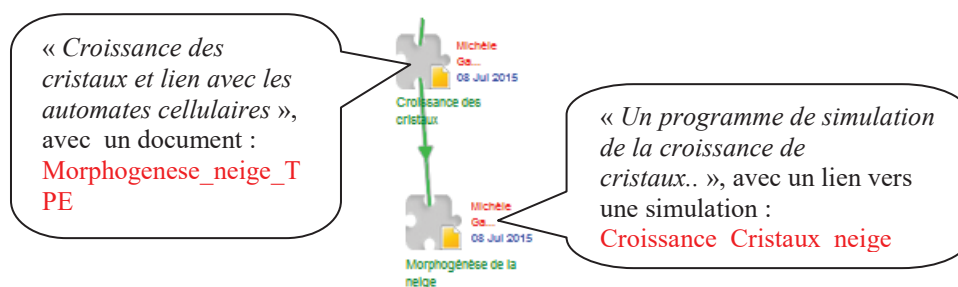 « Croissance des
cristaux et lien avec les
automates cellulaires »,
avec un document :
Morphogenese_neige_T
PE
Michèle
Ga...
08 Jul 2015
Croissance des
cristaux
« Un programme de simulation
de la croissance de
cristaux.. », avec un lien vers
une simulation :
Croissance Cristaux neige
Michèle
Ga...
08 Jul 2015
Morphogénèse de la
neige